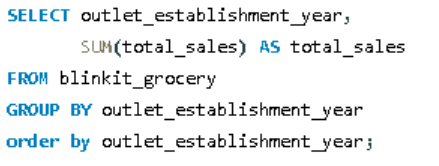 SELECT outlet_establishment_year,
SUM(total_sales) AS total_sales
FROM blinkit_grocery
GROUP BY outlet_establishment_year
order by outlet_establishment_year;